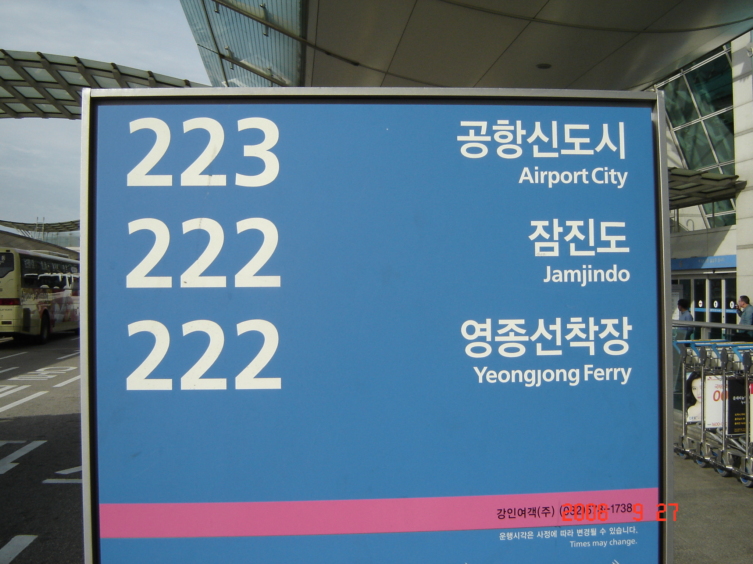 223 공항신도시
Airport City
222 잠진도
Jamjindo
222 영종선착장
Yeongjong Ferry
강인여객(주)
운행시각은 사정에 따라 변경될 수 있습니다.
Times may change.